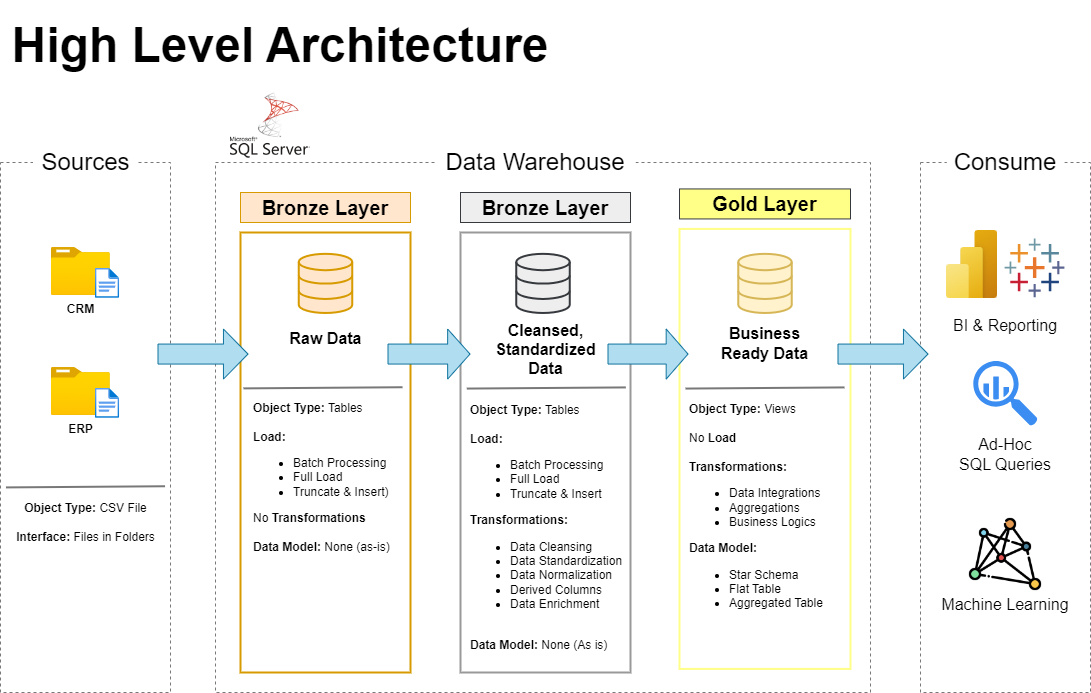 High Level Architecture
Microsoft®
SQL Server
Sources
CRM
ERP
Object Type: CSV File
Interface: Files in Folders
Data Warehouse
Bronze Layer
Raw Data
Object Type: Tables
Load:
Batch Processing
Full Load
Truncate & Insert)
No Transformations
Data Model: None (as-is)
Bronze Layer
Cleansed,
Standardized
Data
Object Type: Tables
Load:
Batch Processing
Full Load
Truncate & Insert
Transformations:
Data Cleansing
Data Standardization
Data Normalization
Derived Columns
Data Enrichment
Data Model: None (As is)
Gold Layer
Business
Ready Data
Object Type: Views
No Load
Transformations:
Data Integrations
Aggregations
Business Logics
Data Model:
Star Schema
Flat Table
Aggregated Table
Consume
BI & Reporting
Ad-Hoc
SQL Queries
Machine Learning